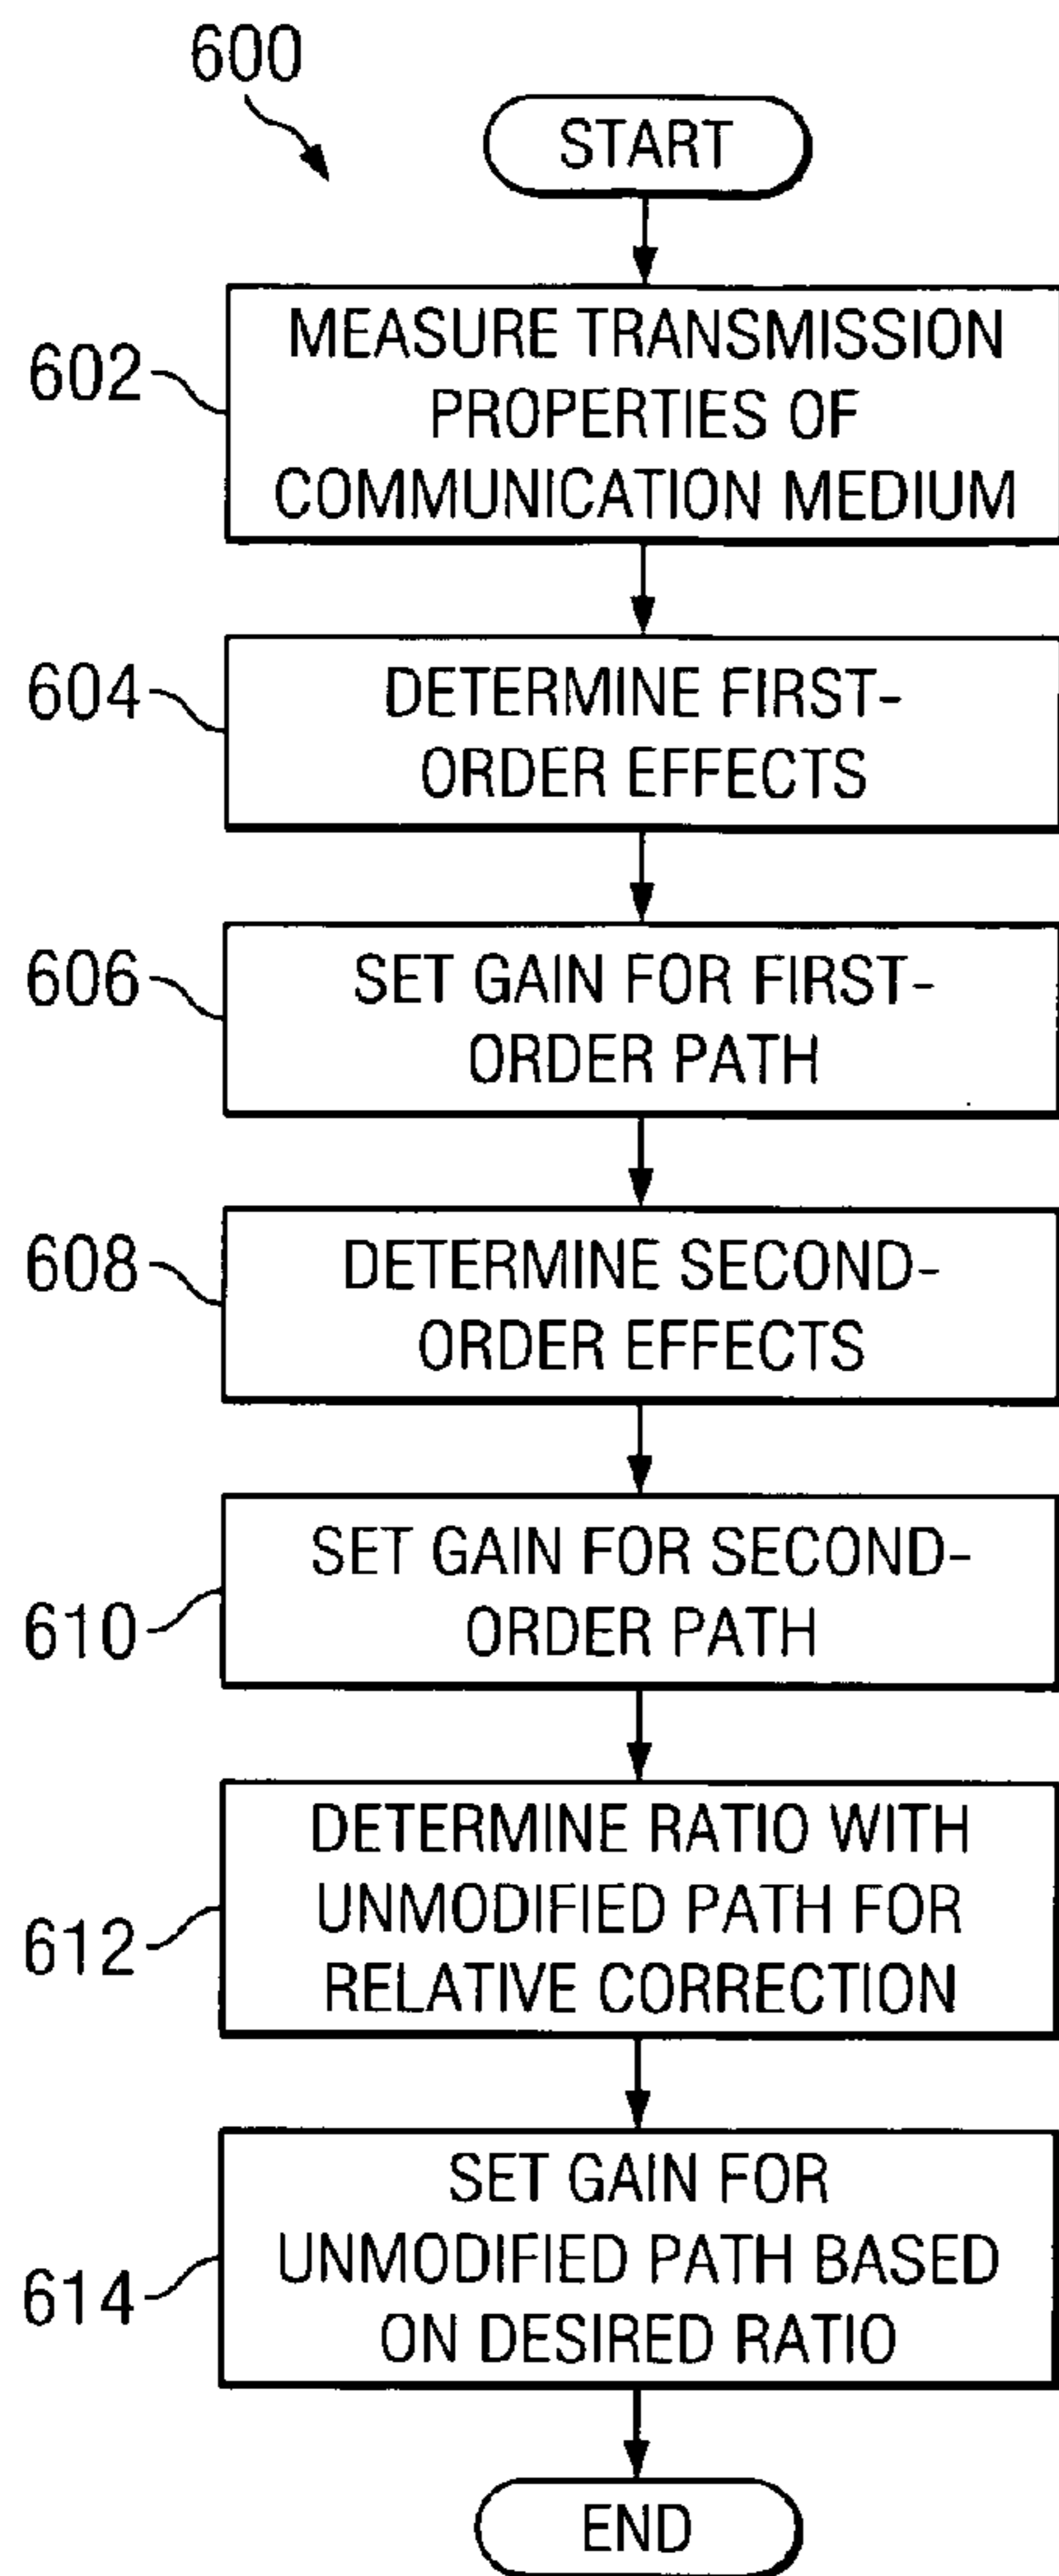 600
START
602
MEASURE TRANSMISSION
PROPERTIES OF
COMMUNICATION MEDIUM
604
DETERMINE FIRST-
ORDER EFFECTS
606
SET GAIN FOR FIRST-
ORDER PATH
608
DETERMINE SECOND-
ORDER EFFECTS
610
SET GAIN FOR SECOND-
ORDER PATH
612
DETERMINE RATIO WITH
UNMODIFIED PATH FOR
RELATIVE CORRECTION
614
SET GAIN FOR
UNMODIFIED PATH BASED
ON DESIRED RATIO
END